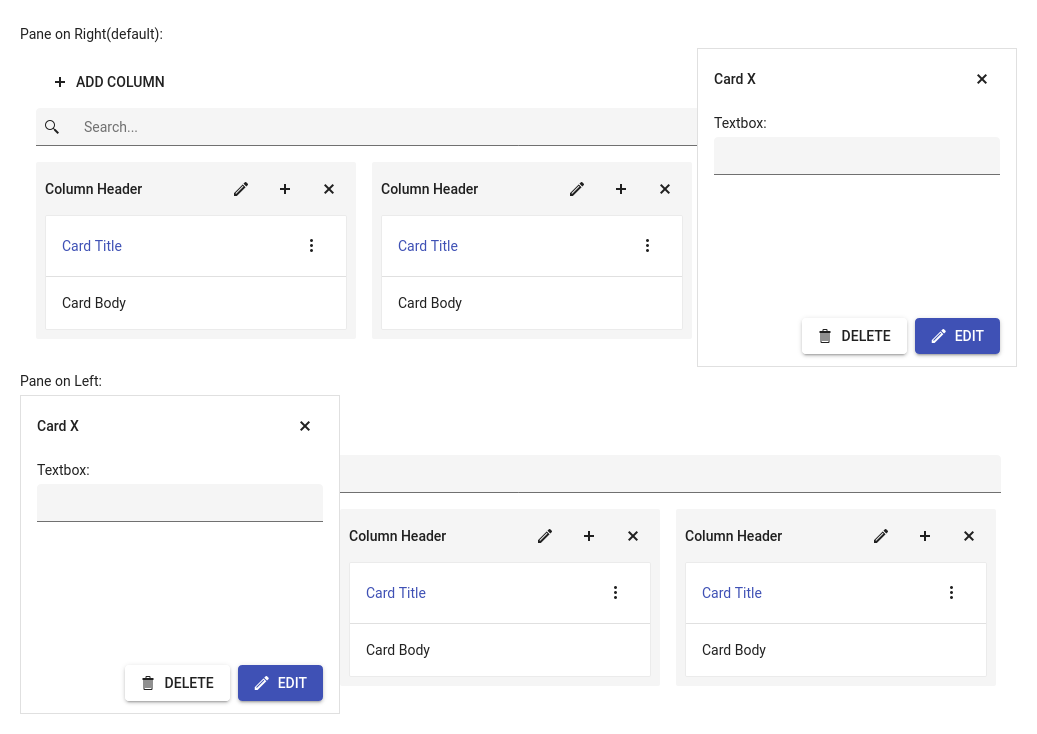 Pane on Right(default):
ADD COLUMN
Search...
Column Header
Card Title
Card Body
Column Header
Card Title
Card Body
Card X
Textbox:
DELETE EDIT
Pane on Left:
Card X
Textbox:
DELETE EDIT
Column Header
Card Title
Card Body
Column Header
Card Title
Card Body